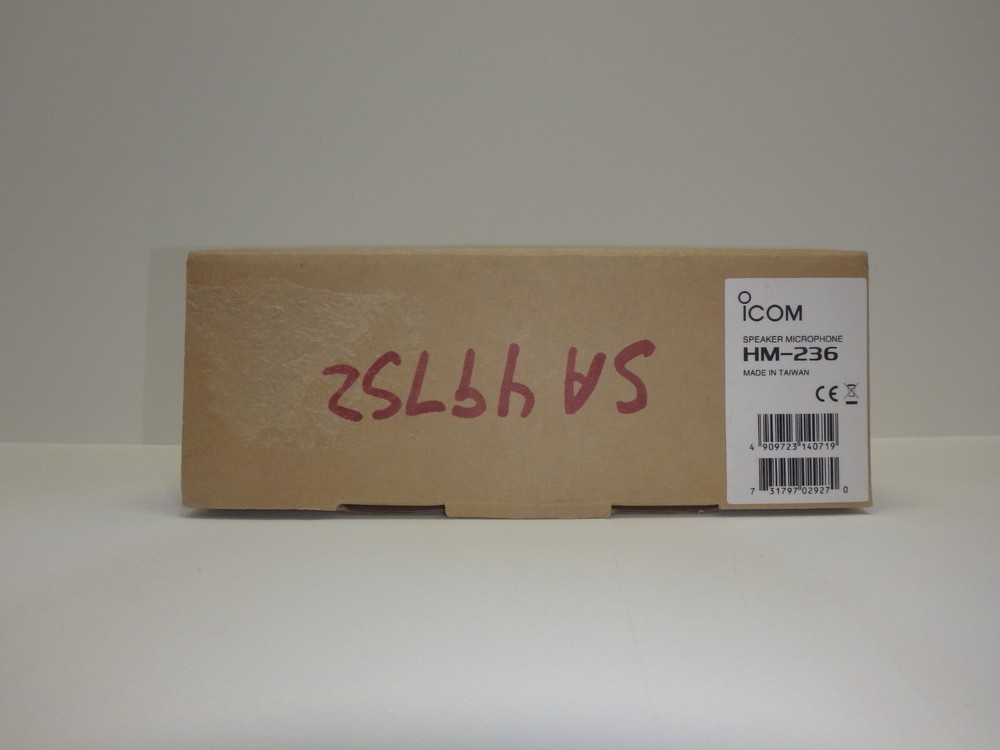 SA 49752
ICOM
SPEAKER MICROPHONE
HM-236
MADE IN TAIWAN
CE
4 909723 140719
7 31797 02927 0